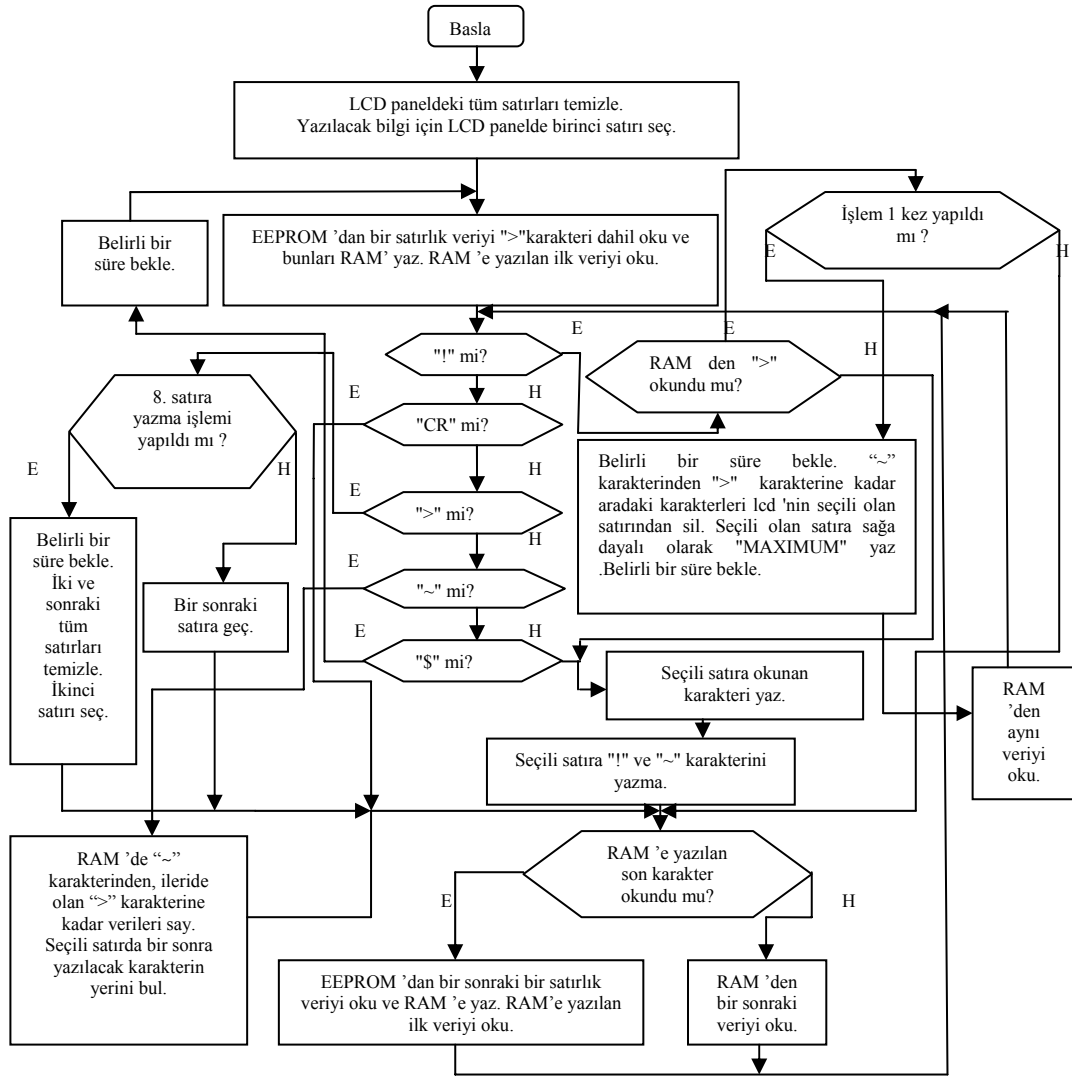 Basla
LCD paneldeki tüm satırları temizle.
Yazılacak bilgi için LCD panelde birinci satırı seç.
Belirli bir
süre bekle.
EEPROM ’dan bir satırlık veriyi ">"karakteri dahil oku ve
bunları RAM’ yaz. RAM ’e yazılan ilk veriyi oku.
İşlem 1 kez yapıldı
mı ?
E
H
H
"!" mi?
E
H
RAM den ">"
okundu mu?
E
H
8. satıra
yazma işlemi
yapıldı mı ?
E
H
"CR" mi?
E
H
">" mi?
E
H
"~" mi?
E
H
"$" mi?
E
H
Belirli bir süre bekle. “~”
karakterinden ">" karakterine kadar
aradaki karakterleri lcd 'nin seçili olan
satırından sil. Seçili olan satıra sağa
dayalı olarak "MAXIMUM" yaz
.Belirli bir süre bekle.
Belirli bir
süre bekle.
İki ve
sonraki
tüm
satırları
temizle.
İkinci
satırı seç.
Bir sonraki
satıra geç.
Seçili satıra okunan
karakteri yaz.
RAM
’den
aynı
veriyi
oku.
Seçili satıra "!" ve "~" karakterini
yazma.
RAM ’de “~”
karakterinden, ileride
olan “>” karakterine
kadar verileri say.
Seçili satırda bir sonra
yazılacak karakterin
yerini bul.
RAM ’e yazılan
son karakter
okundu mu?
E
H
EEPROM ’dan bir sonraki bir satırlık
veriyi oku ve RAM ’e yaz. RAM’e yazılan
ilk veriyi oku.
RAM ’den
bir sonraki
veriyi oku.